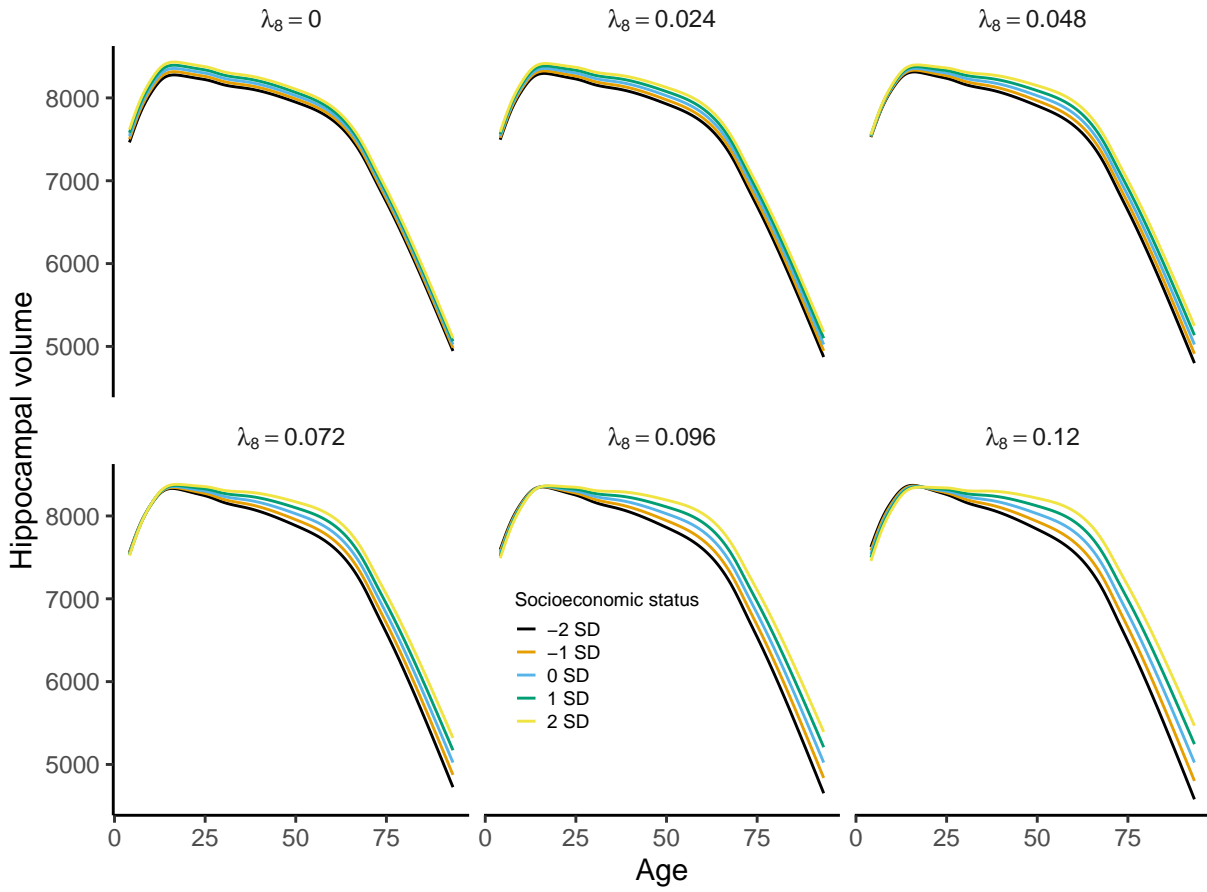 λ₈ = 0
λ₈ = 0.024
λ₈ = 0.048
8000
7000
6000
5000
Hippocampal volume
λ₈ = 0.072
λ₈ = 0.096
λ₈ = 0.12
8000
7000
6000
5000
Socioeconomic status
−2 SD
−1 SD
0 SD
1 SD
2 SD
0 25 50 75
0 25 50 75
0 25 50 75
Age